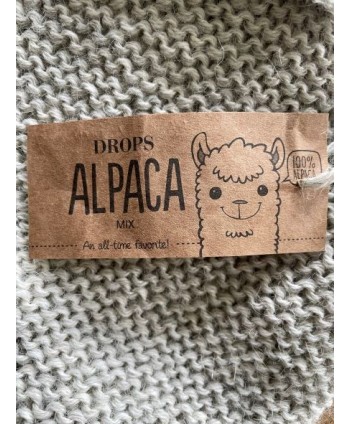 DROPS
ALPACA
MIX
An all-time favorite!
100%
ALPACA